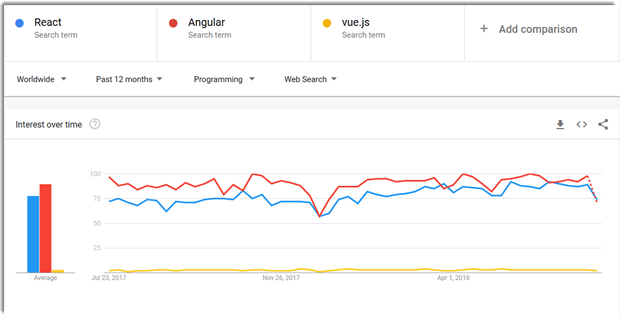 React
Search term
Angular
Search term
vue.js
Search term
+ Add comparison
Worldwide
Past 12 months
Programming
Web Search
Interest over time
?
100
75
50
25
Average
Jul 23, 2017
Nov 26, 2017
Apr 1, 2018